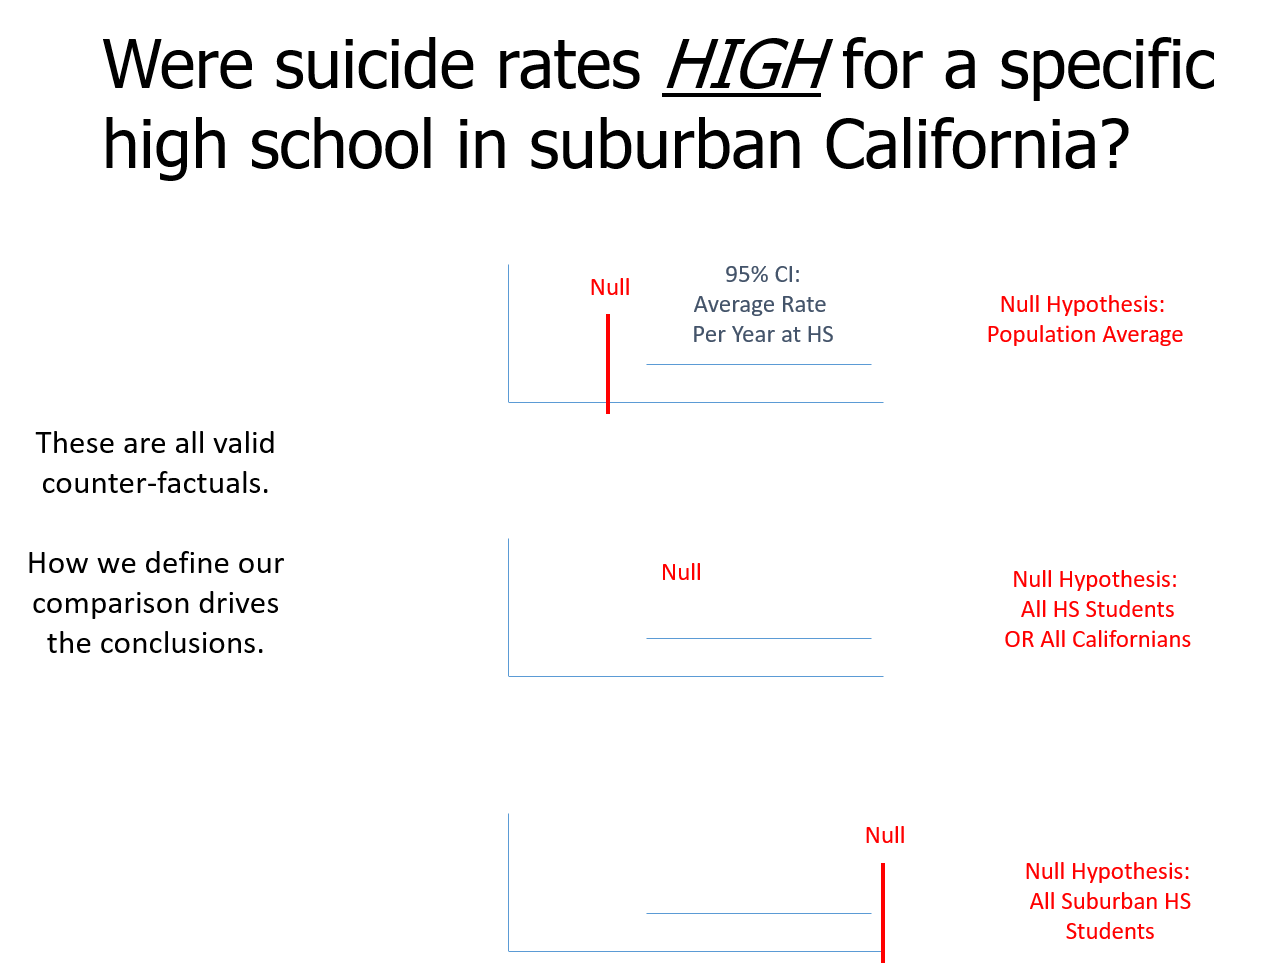 Were suicide rates HIGH for a specific
high school in suburban California?
Null
95% CI:
Average Rate
Per Year at HS
Null Hypothesis:
Population Average
These are all valid
counter-factuals.
How we define our
comparison drives
the conclusions.
Null
Null Hypothesis:
All HS Students
OR All Californians
Null
Null Hypothesis:
All Suburban HS
Students